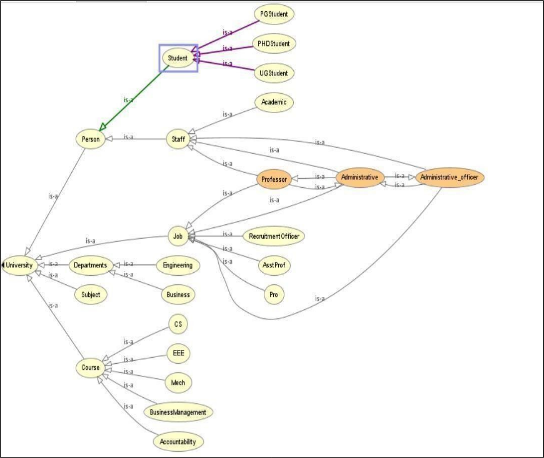 PGStudent
is-a
PHDStudent
Student
is-a
is-a
UGStudent
is-a
Academic
is-a
is-a
Person
is-a
Staff
is-a
is-a
is-a
Professor
is-a
Administrative
is-a
Administrative_officer
is-a
is-a
is-a
is-a
is-a
Job
is-a
RecruitmentOfficer
is-a
is-a
University
is-a
Departments
is-a
Engineering
is-a
AsstProf
is-a
is-a
Subject
Business
Pro
is-a
is-a
CS
is-a
EEE
is-a
Course
is-a
Mech
is-a
BusinessManagement
is-a
Accountability